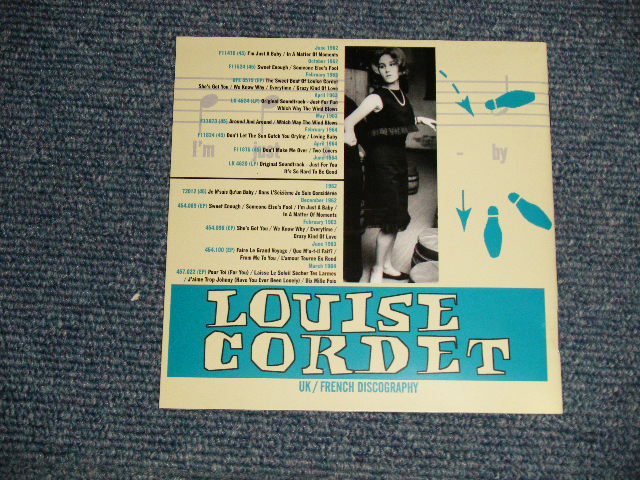 June 1962
F11476 (45) I'm Just A Baby / In A Matter Of Moments
October 1962
F11524 (45) Sweet Enough / Someone Else's Fool
February 1963
DFE 8515 (EP) The Sweet Beat Of Louise Cordet
She's Got You / We Know Why / Everytime / Crazy Kind Of Love
April 1963
LK 4524 (LP) Original Soundtrack - Just For Fun
Which Way The Wind Blows
May 1963
F11673 (45) Around And Around / Which Way The Wind Blows
February 1964
F11824 (45) Don't Let The Sun Catch You Crying / Loving Baby
April 1964
F11875 (45) Don't Make Me Over / Two Lovers
June 1964
LK 4620 (LP) Original Soundtrack - Just For You
It's So Hard To Be Good
I'm just - by
1962
72012 (45) Je M'suis Qu'un Baby / Dans L'Seizième Je Suis Considérée
December 1962
454.089 (EP) Sweet Enough / Someone Else's Fool / I'm Just A Baby /
In A Matter Of Moments
February 1963
454.096 (EP) She's Got You / We Know Why / Everytime /
Crazy Kind Of Love
June 1963
454.100 (EP) Faire Le Grand Voyage / Que M'a-t-il Fait? /
From Me To You / L'amour Tourne En Rond
March 1964
457.022 (EP) Pour Toi (For You) / Laisse Le Soleil Secher Tes Larmes
/ J'aime Trop Johnny (Have You Ever Been Lonely) / Dix Mille Fois
LOUISE
CORDET
UK / FRENCH DISCOGRAPHY